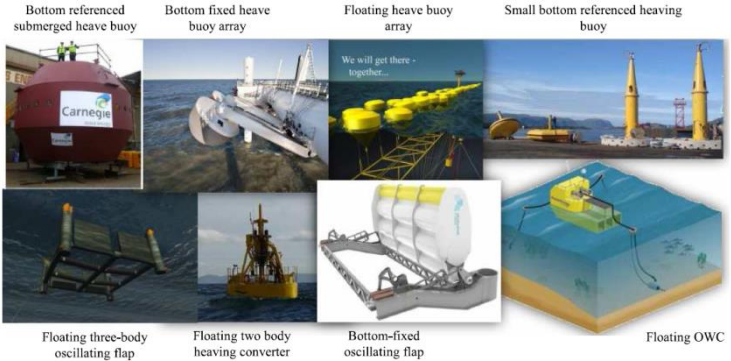 Bottom referenced
submerged heave buoy
Bottom fixed heave
buoy array
Floating heave buoy
array
Small bottom referenced heaving
buoy
We will get there -
together...
Carnegie
Floating three-body
oscillating flap
Floating two body
heaving converter
Bottom-fixed
oscillating flap
Floating OWC